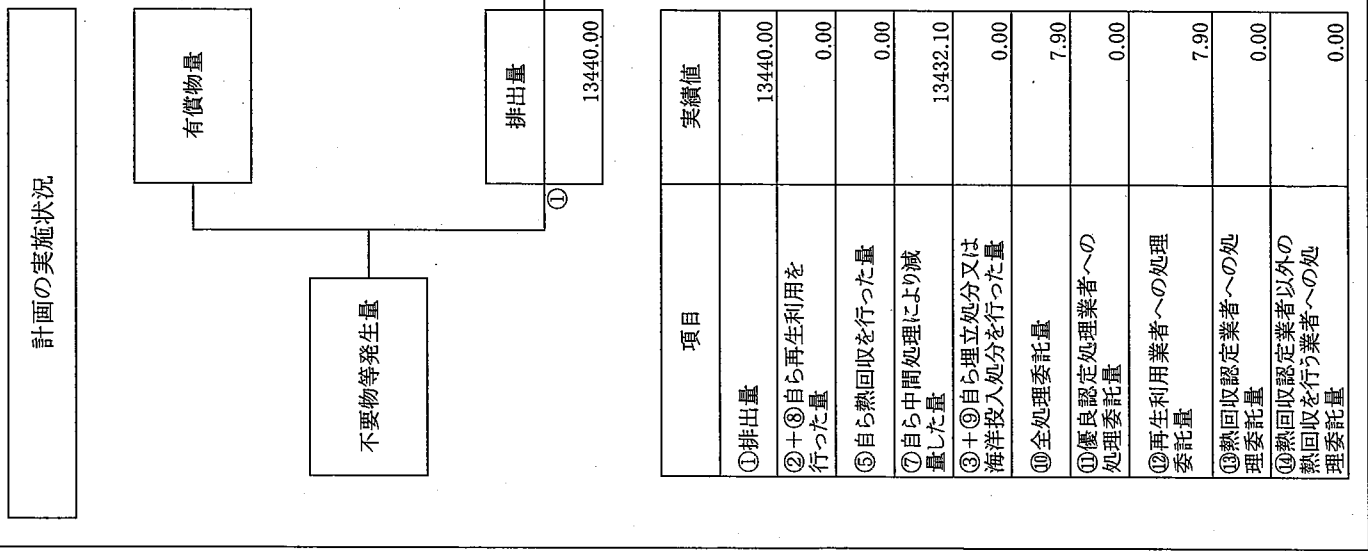 計画の実施状況
有償物量
不要物等発生量
排出量
①
13440.00
項目
実績値
①排出量
13440.00
②＋⑧自ら再生利用を
行った量
0.00
⑤自ら熱回収を行った量
0.00
⑦自ら中間処理により減
量した量
13432.10
③＋⑨自ら埋立処分又は
海洋投入処分を行った量
0.00
⑩全処理委託量
7.90
⑪優良認定処理業者への
処理委託量
0.00
⑫再生利用業者への処理
委託量
7.90
⑬熱回収認定業者への処
理委託量
0.00
⑭熱回収認定業者以外の
熱回収を行う業者への処
理委託量
0.00